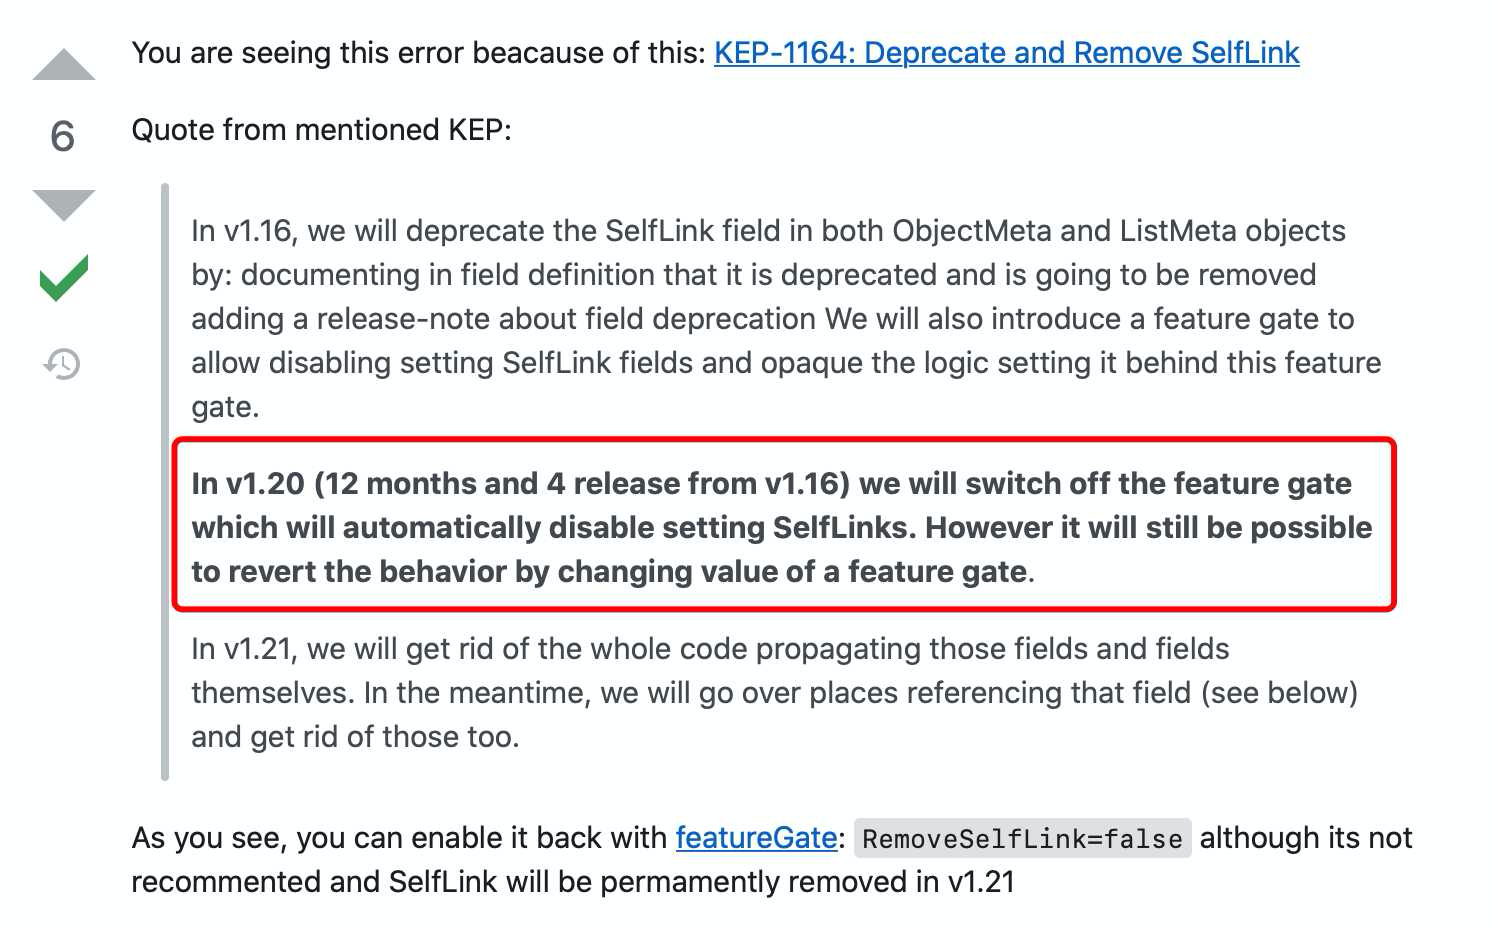 You are seeing this error beacause of this: KEP-1164: Deprecate and Remove SelfLink
6
Quote from mentioned KEP:
In v1.16, we will deprecate the SelfLink field in both ObjectMeta and ListMeta objects
by: documenting in field definition that it is deprecated and is going to be removed
adding a release-note about field deprecation We will also introduce a feature gate to
allow disabling setting SelfLink fields and opaque the logic setting it behind this feature
gate.
In v1.20 (12 months and 4 release from v1.16) we will switch off the feature gate
which will automatically disable setting SelfLinks. However it will still be possible
to revert the behavior by changing value of a feature gate.
In v1.21, we will get rid of the whole code propagating those fields and fields
themselves. In the meantime, we will go over places referencing that field (see below)
and get rid of those too.
As you see, you can enable it back with featureGate: RemoveSelfLink=false although its not
recommented and SelfLink will be permamently removed in v1.21